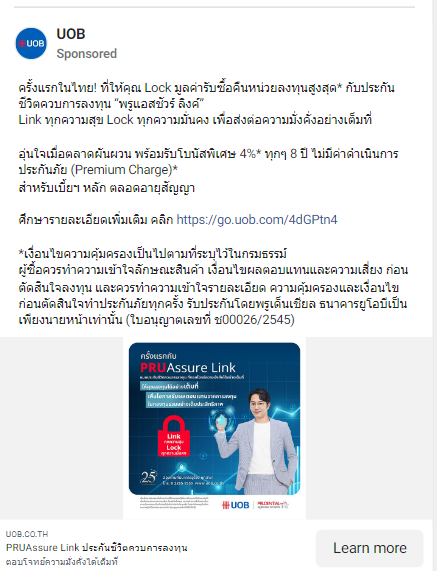 UOB
UOB
Sponsored
ครั้งแรกในไทย! ที่ให้คุณ Lock มูลค่ารับซื้อคืนหน่วยลงทุนสูงสุด* กับประกัน
ชีวิตควบการลงทุน “พรูแอสชัวร์ ลิงค์”
Link ทุกความสุข Lock ทุกความมั่นคง เพื่อส่งต่อความมั่งคั่งอย่างเต็มที่
อุ่นใจเมื่อตลาดผันผวน พร้อมรับโบนัสพิเศษ 4%* ทุกๆ 8 ปี ไม่มีค่าดำเนินการ
ประกันภัย (Premium Charge)*
สำหรับเบี้ยฯ หลัก ตลอดอายุสัญญา
ศึกษารายละเอียดเพิ่มเติม คลิก https://go.uob.com/4dGPtn4
*เงื่อนไขความคุ้มครองเป็นไปตามที่ระบุไว้ในกรมธรรม์
ผู้ซื้อควรทำความเข้าใจลักษณะสินค้า เงื่อนไขผลตอบแทนและความเสี่ยง ก่อน
ตัดสินใจลงทุน และควรทำความเข้าใจรายละเอียด ความคุ้มครองและเงื่อนไข
ก่อนตัดสินใจทำประกันภัยทุกครั้ง รับประกันโดยพรูเด็นเชียล ธนาคารยูโอบีเป็น
เพียงนายหน้าเท่านั้น (ใบอนุญาตเลขที่ ช00026/2545)
ครั้งแรกกับ
PRUAssure Link
Link
ทุกความสุข
Lock
ทุกความมั่นคง
25
UOB
PRUDENTIAL
UOB.CO.TH
PRUAssure Link ประกันชีวิตควบการลงทุน
ตอบโจทย์ความมั่งคั่งได้เต็มที่
Learn more